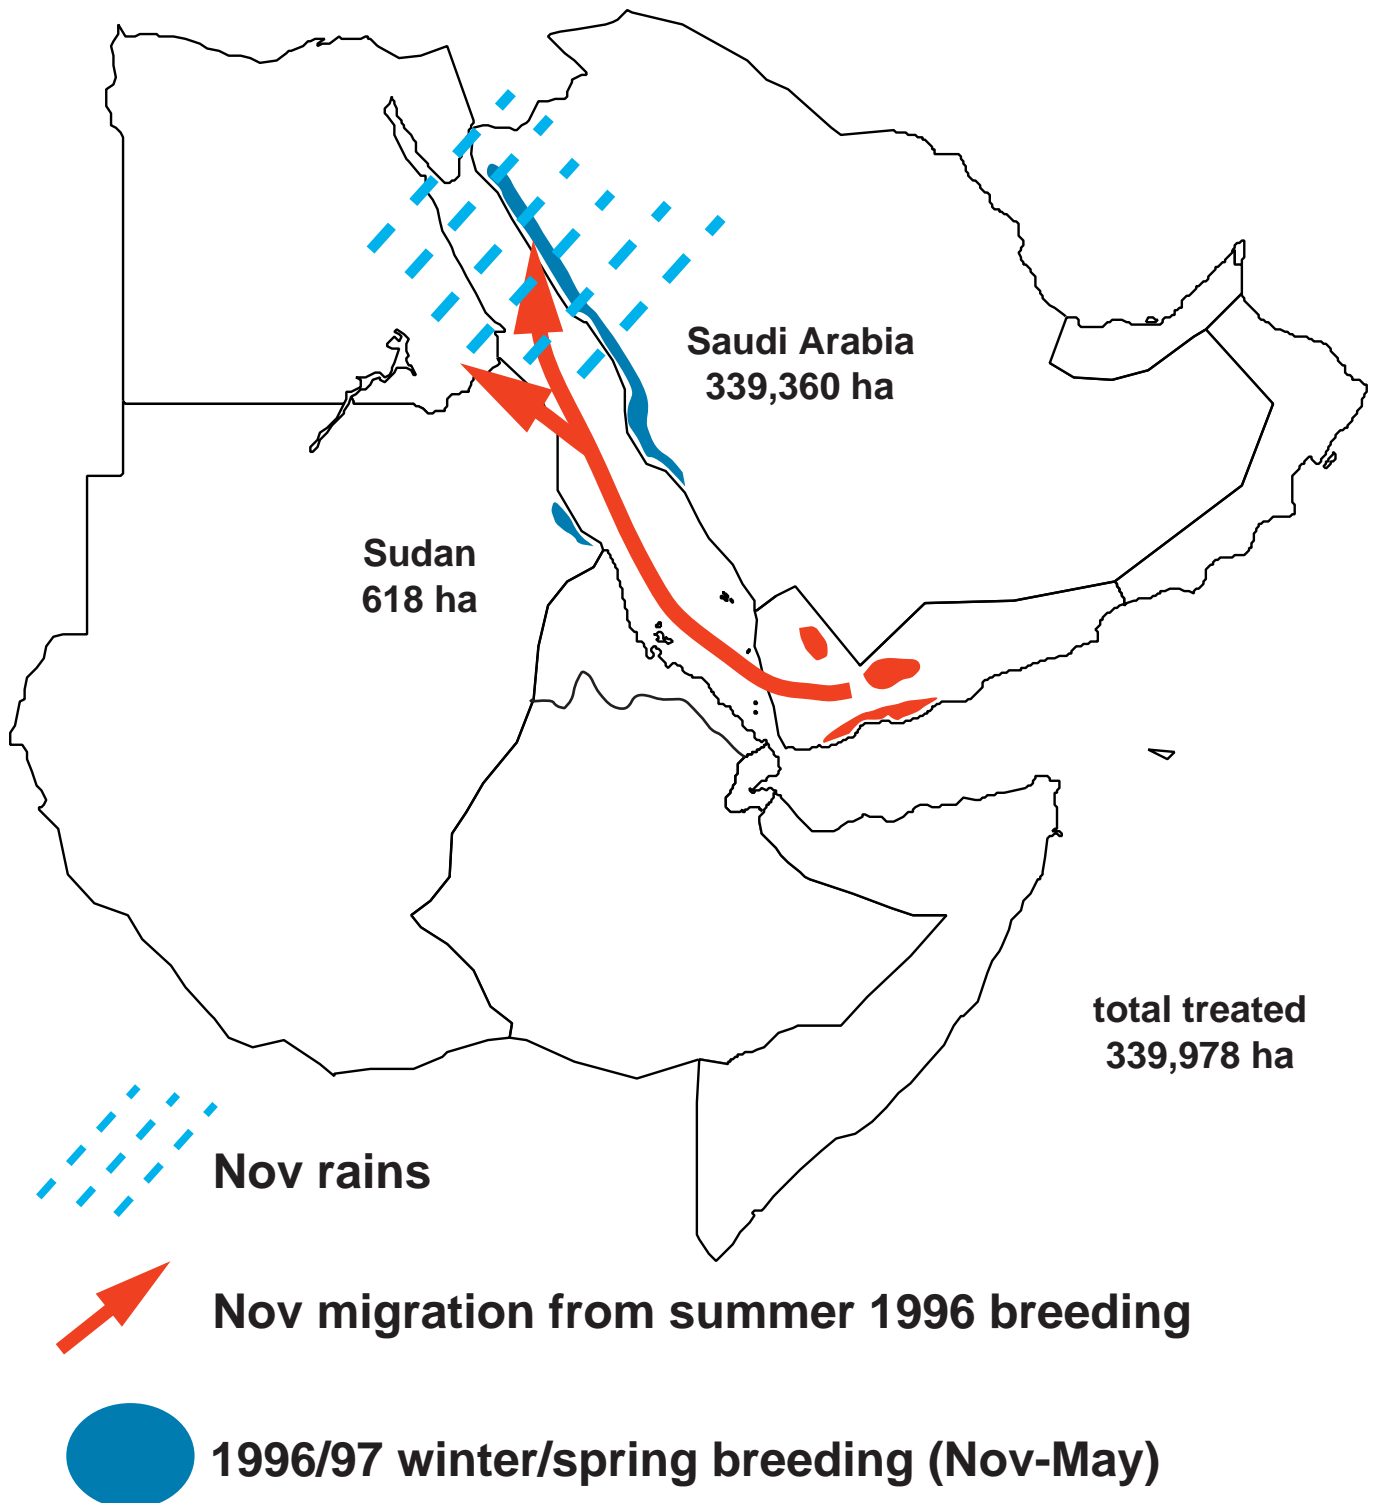 Saudi Arabia
339,360 ha
Sudan
618 ha
total treated
339,978 ha
Nov rains
Nov migration from summer 1996 breeding
1996/97 winter/spring breeding (Nov-May)